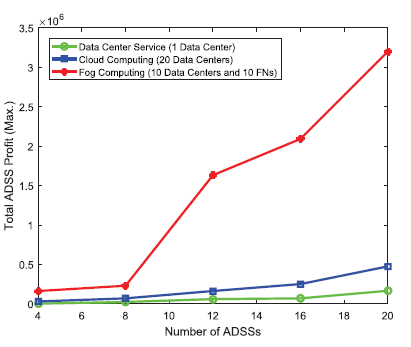 ×10⁶
3.5
3
2.5
2
1.5
1
0.5
0
Total ADSS Profit (Max.)
Data Center Service (1 Data Center)
Cloud Computing (20 Data Centers)
Fog Computing (10 Data Centers and 10 FNs)
4 6 8 10 12 14 16 18 20
Number of ADSSs